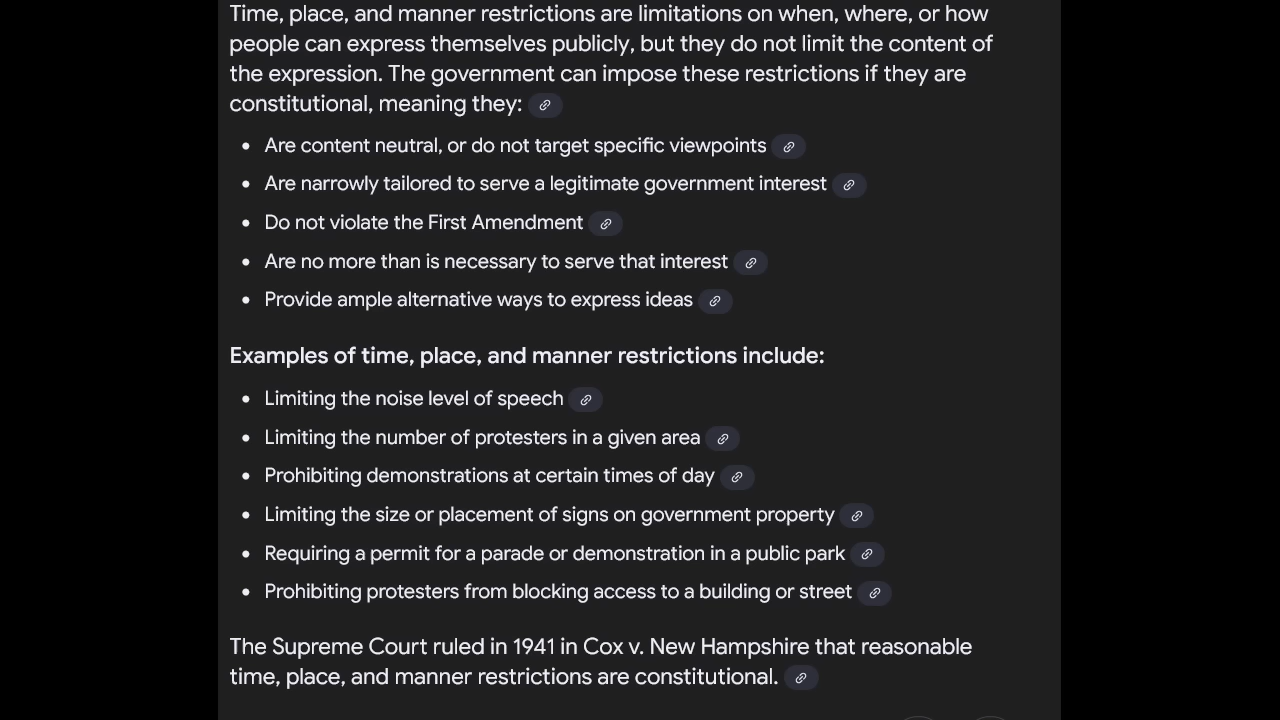 Time, place, and manner restrictions are limitations on when, where, or how
people can express themselves publicly, but they do not limit the content of
the expression. The government can impose these restrictions if they are
constitutional, meaning they:
• Are content neutral, or do not target specific viewpoints
• Are narrowly tailored to serve a legitimate government interest
• Do not violate the First Amendment
• Are no more than is necessary to serve that interest
• Provide ample alternative ways to express ideas
Examples of time, place, and manner restrictions include:
• Limiting the noise level of speech
• Limiting the number of protesters in a given area
• Prohibiting demonstrations at certain times of day
• Limiting the size or placement of signs on government property
• Requiring a permit for a parade or demonstration in a public park
• Prohibiting protesters from blocking access to a building or street
The Supreme Court ruled in 1941 in Cox v. New Hampshire that reasonable
time, place, and manner restrictions are constitutional.